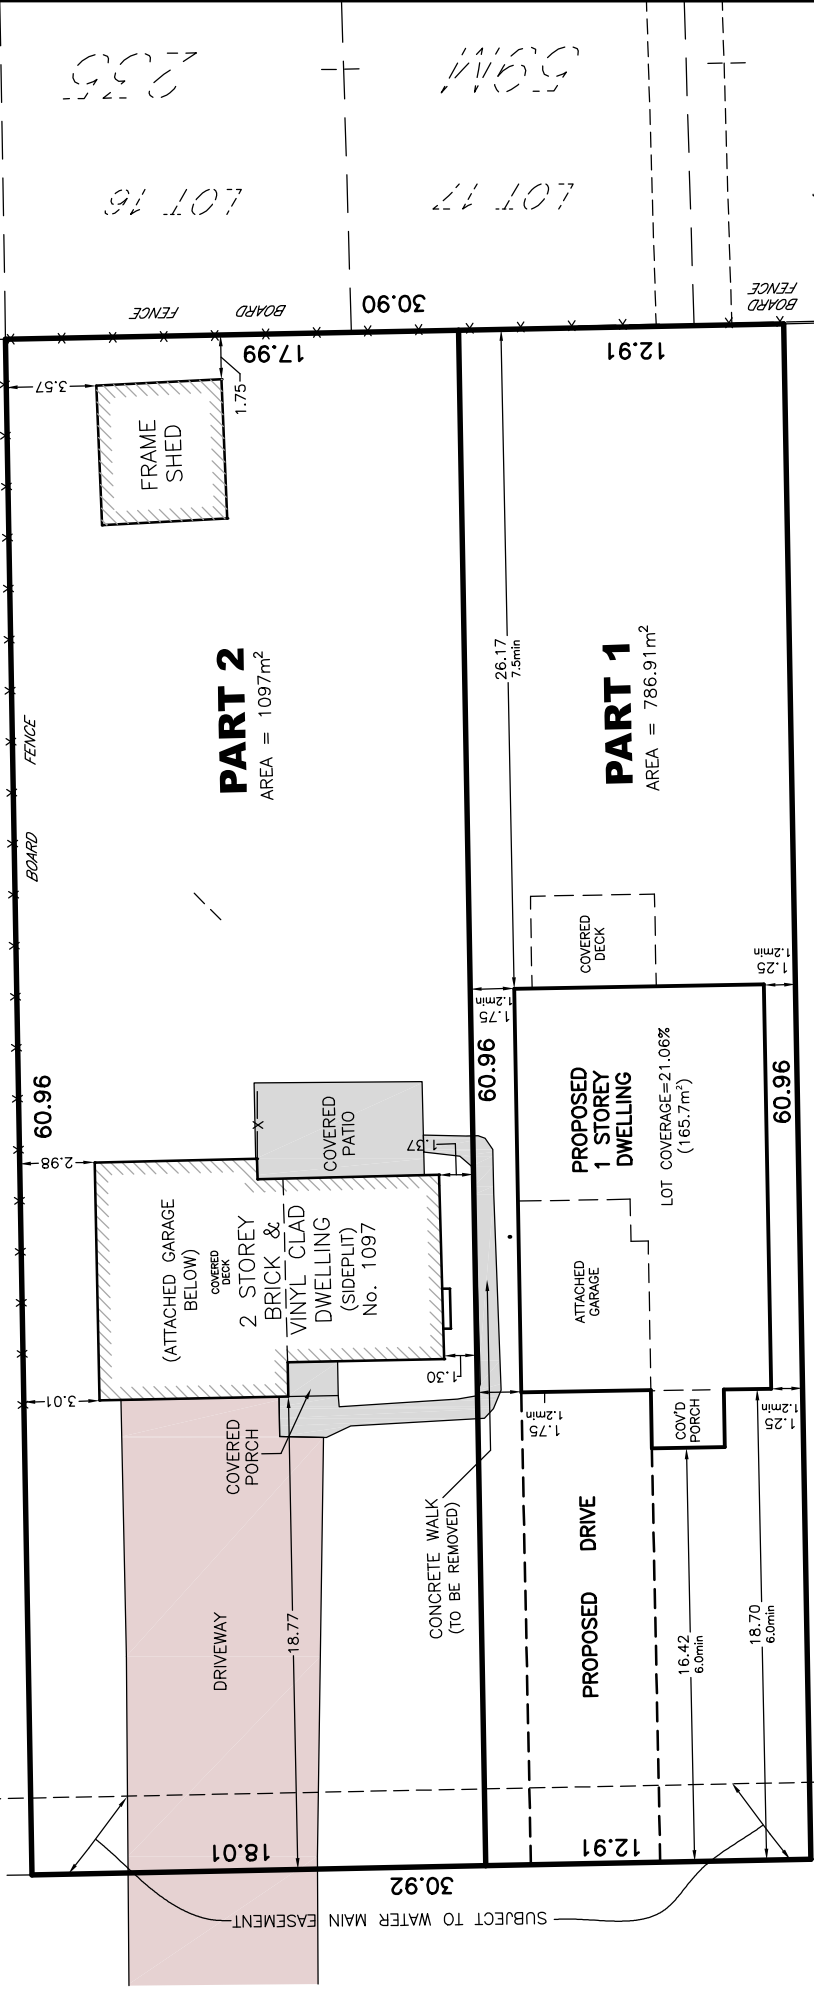 235
59M
LOT 16
LOT 17
BOARD FENCE
30.90
BOARD
FENCE
17.99
12.91
3.57
1.75
FRAME
SHED
26.17
7.5min
PART 2
AREA = 1097m²
PART 1
AREA = 786.91m²
BOARD FENCE
COVERED
DECK
1.25
1.2min
1.75
1.2min
60.96
60.96
60.96
PROPOSED
1 STOREY
DWELLING
LOT COVERAGE=21.06%
(165.7m²)
COVERED
PATIO
1.37
2.98
(ATTACHED GARAGE
BELOW)
COVERED
DECK
2 STOREY
BRICK &
VINYL CLAD
DWELLING
(SIDEPLIT)
No. 1097
ATTACHED
GARAGE
1.30
3.01
1.75
1.2min
1.25
1.2min
COV'D
PORCH
COVERED
PORCH
CONCRETE WALK
(TO BE REMOVED)
PROPOSED DRIVE
DRIVEWAY
18.77
16.42
6.0min
18.70
6.0min
18.01
12.91
30.92
SUBJECT TO WATER MAIN EASEMENT